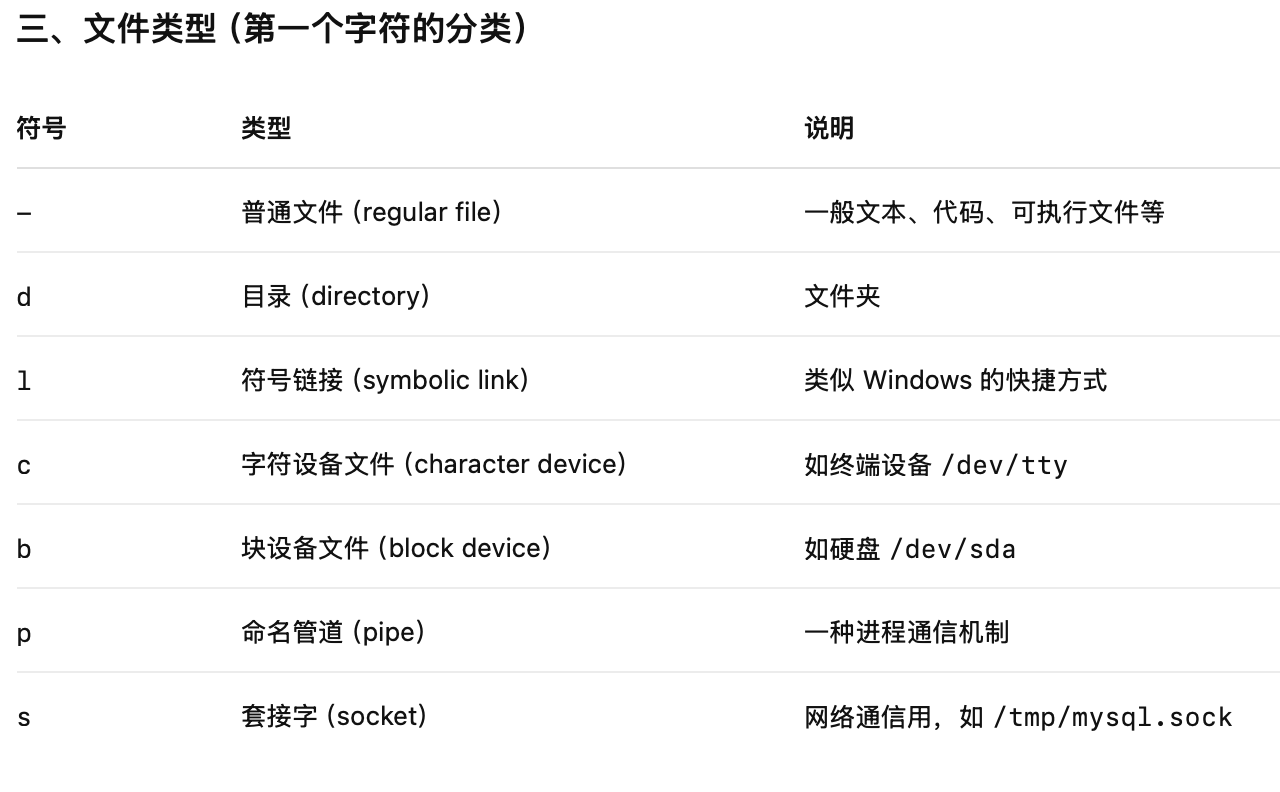 三、文件类型（第一个字符的分类）
符号 类型 说明
- 普通文件（regular file） 一般文本、代码、可执行文件等
d 目录（directory） 文件夹
l 符号链接（symbolic link） 类似 Windows 的快捷方式
c 字符设备文件（character device） 如终端设备 /dev/tty
b 块设备文件（block device） 如硬盘 /dev/sda
p 命名管道（pipe） 一种进程通信机制
s 套接字（socket） 网络通信用，如 /tmp/mysql.sock